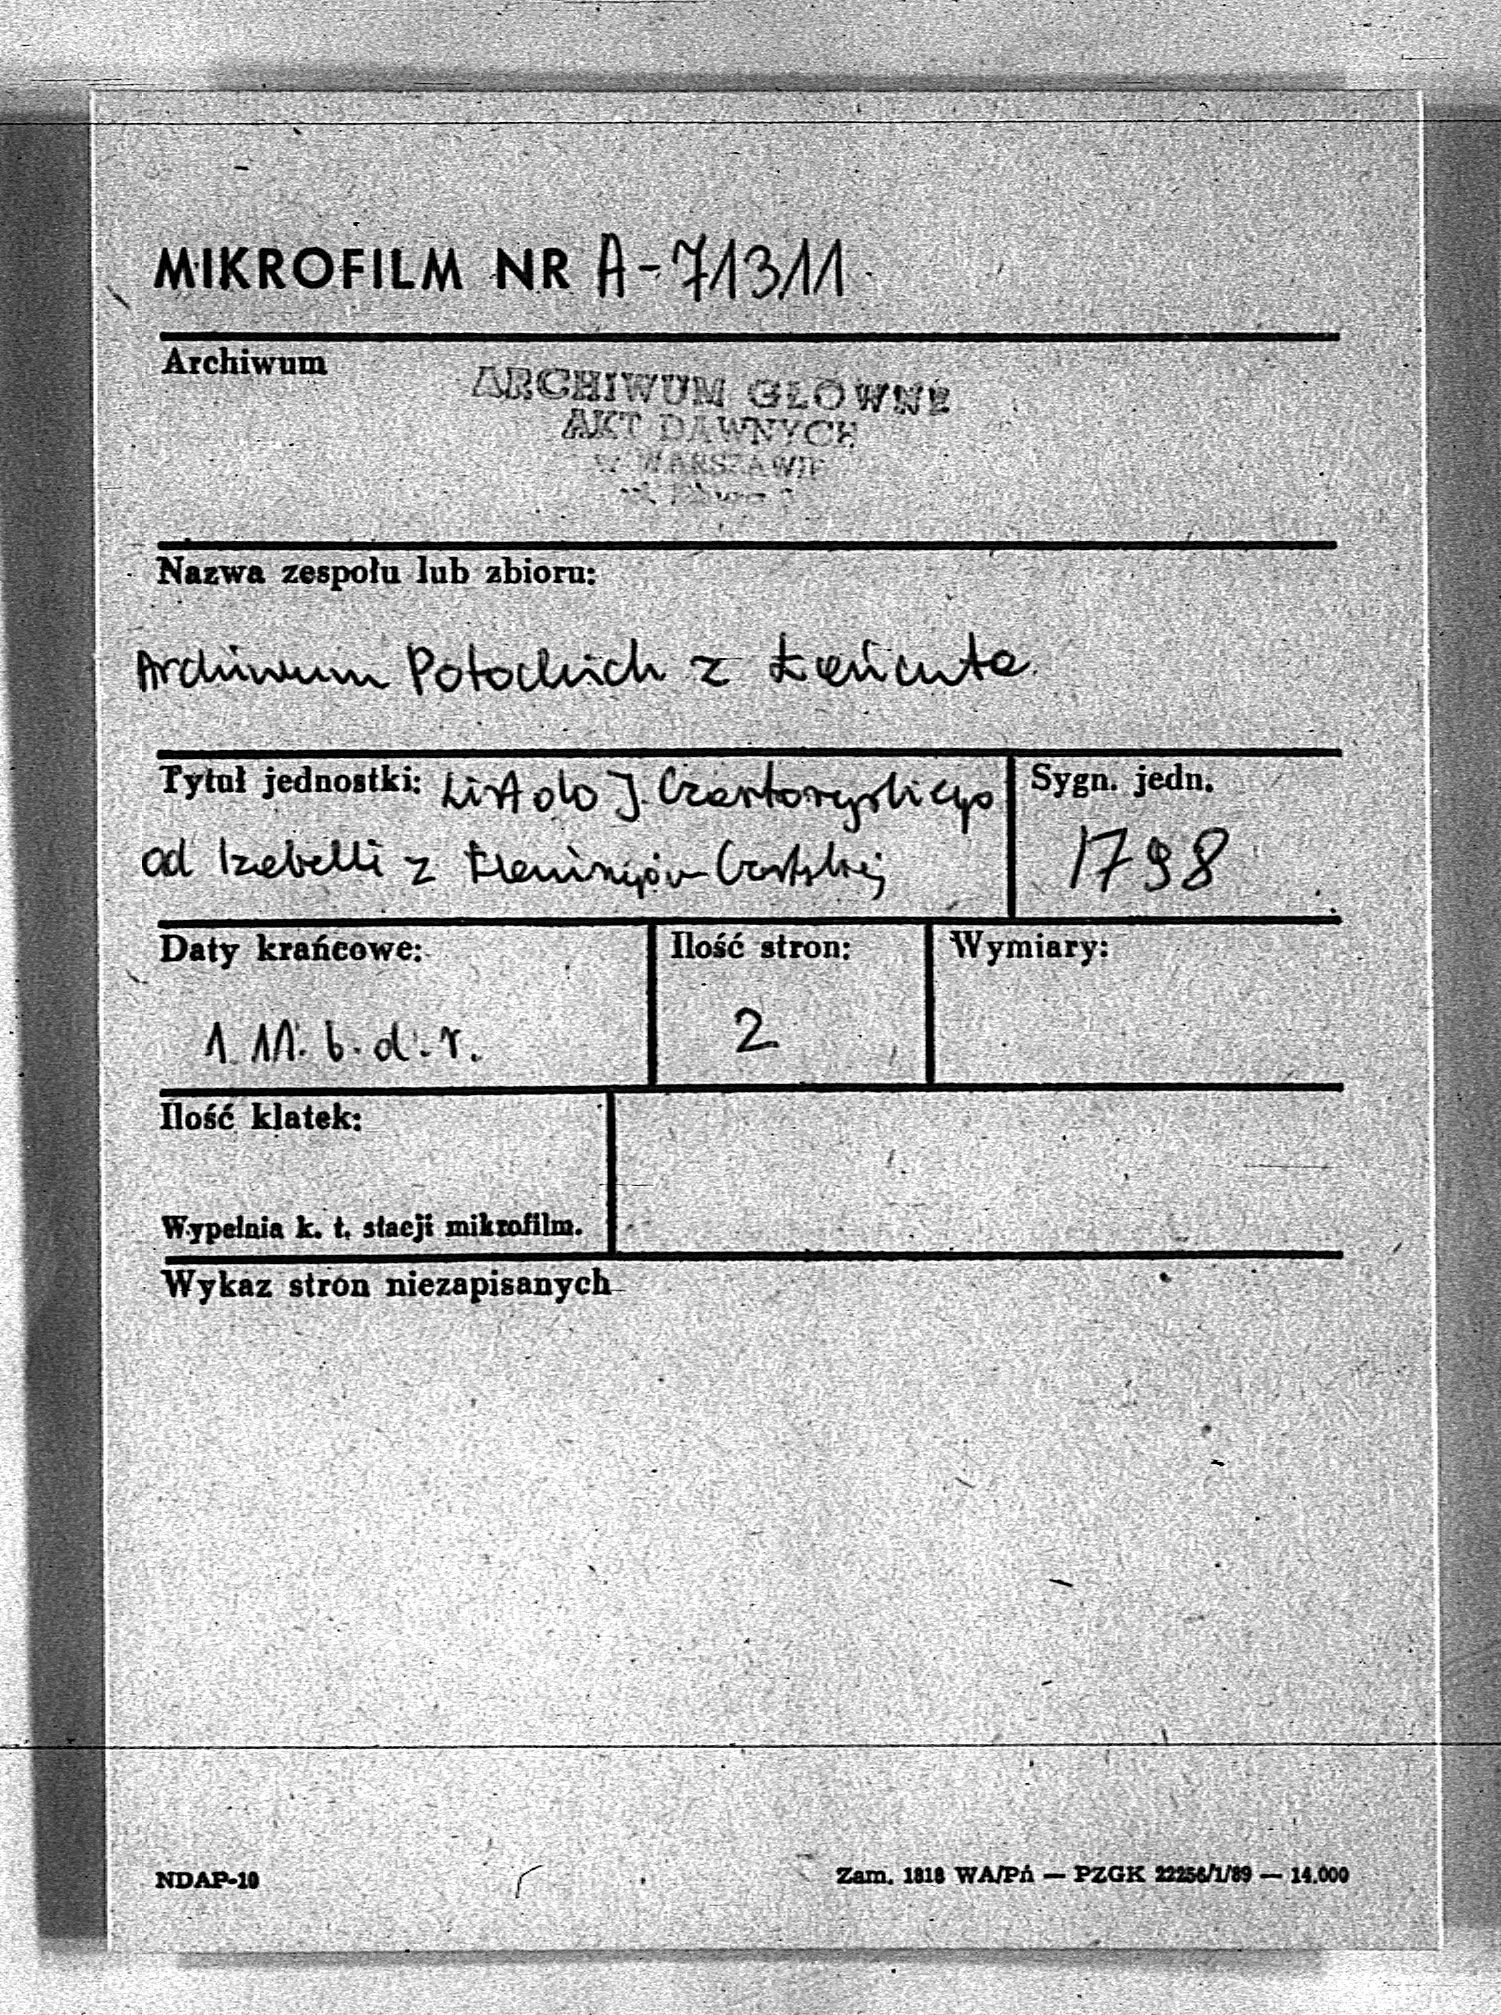 MIKROFILM NR A-71311
Archiwum
ARCHIWUM GŁÓWNE
AKT DAWNYCH
W WARSZAWIE
Nazwa zespołu lub zbioru:
Archiwum Potockich z Łańcuta
Tytuł jednostki: List do J. Czartoryskiego
od Izabelli z Flemingów Czartskiej
Sygn. jedn.
1798
Daty krańcowe:
1.11. b.d.r.
Ilość stron:
2
Wymiary:
Ilość klatek:
Wypełnia k. t. stacji mikrofilm.
Wykaz stron niezapisanych
NDAP-10
Zam. 1818 WA/Pń — PZGK 22256/1/89 — 14.000